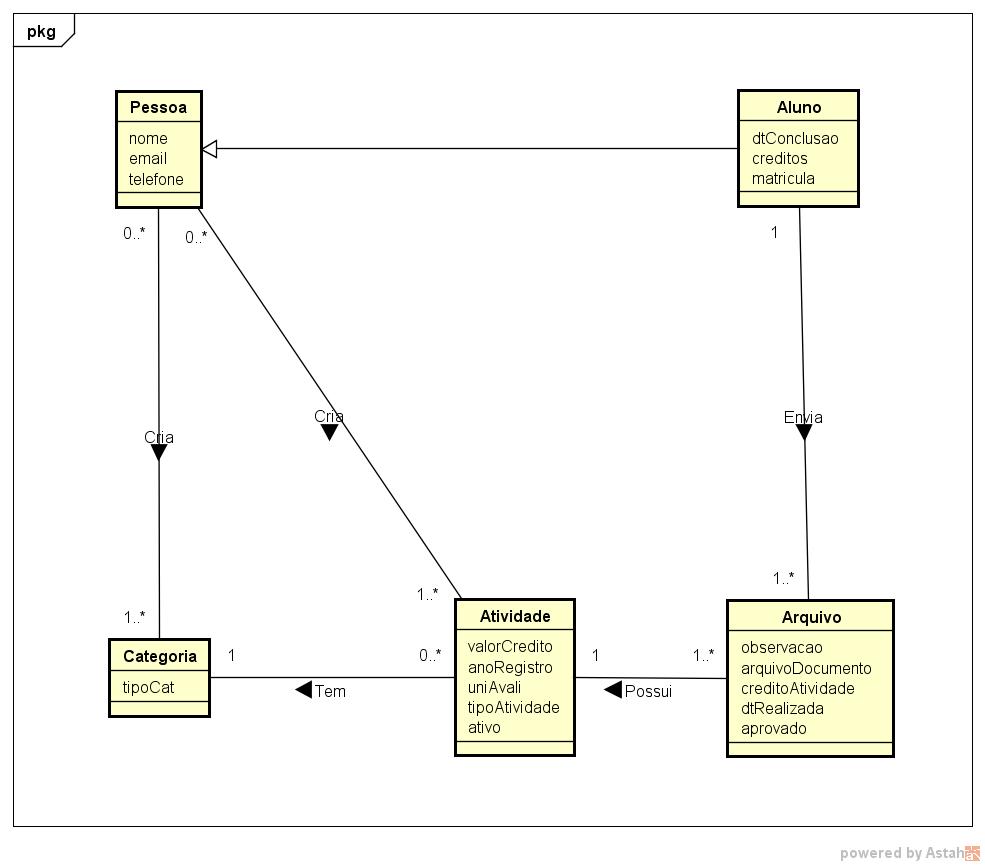 pkg
Pessoa
nome
email
telefone
Aluno
dtConclusao
creditos
matricula
0..*
0..*
1
Cria
Cria
Envia
1..*
1..*
1..*
Categoria
tipoCat
1
Tem
0..*
Atividade
valorCredito
anoRegistro
uniAvali
tipoAtividade
ativo
1
Possui
1..*
Arquivo
observacao
arquivoDocumento
creditoAtividade
dtRealizada
aprovado
powered by Astah